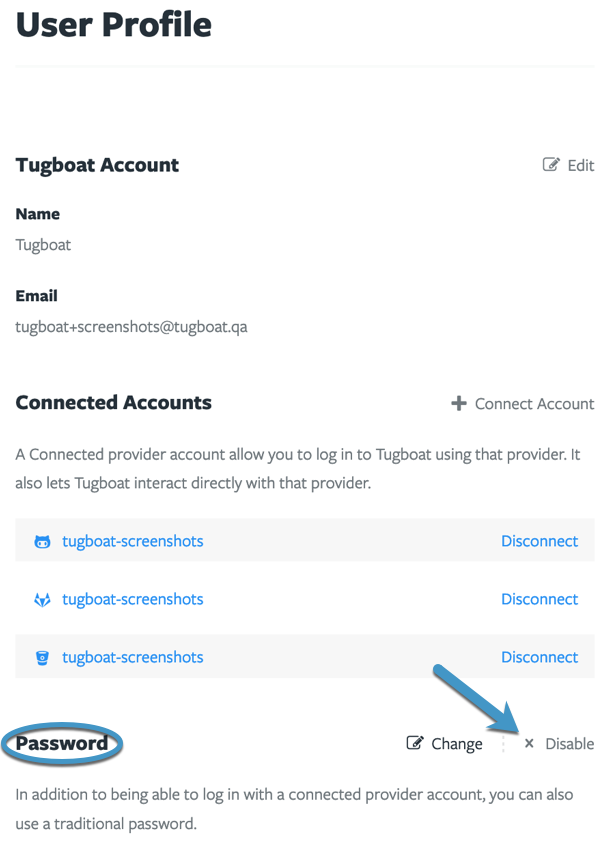 User Profile
Tugboat Account
Edit
Name
Tugboat
Email
tugboat+screenshots@tugboat.qa
Connected Accounts
Connect Account
A Connected provider account allow you to log in to Tugboat using that provider. It
also lets Tugboat interact directly with that provider.
tugboat-screenshots Disconnect
tugboat-screenshots Disconnect
tugboat-screenshots Disconnect
Password
Change
Disable
In addition to being able to log in with a connected provider account, you can also
use a traditional password.